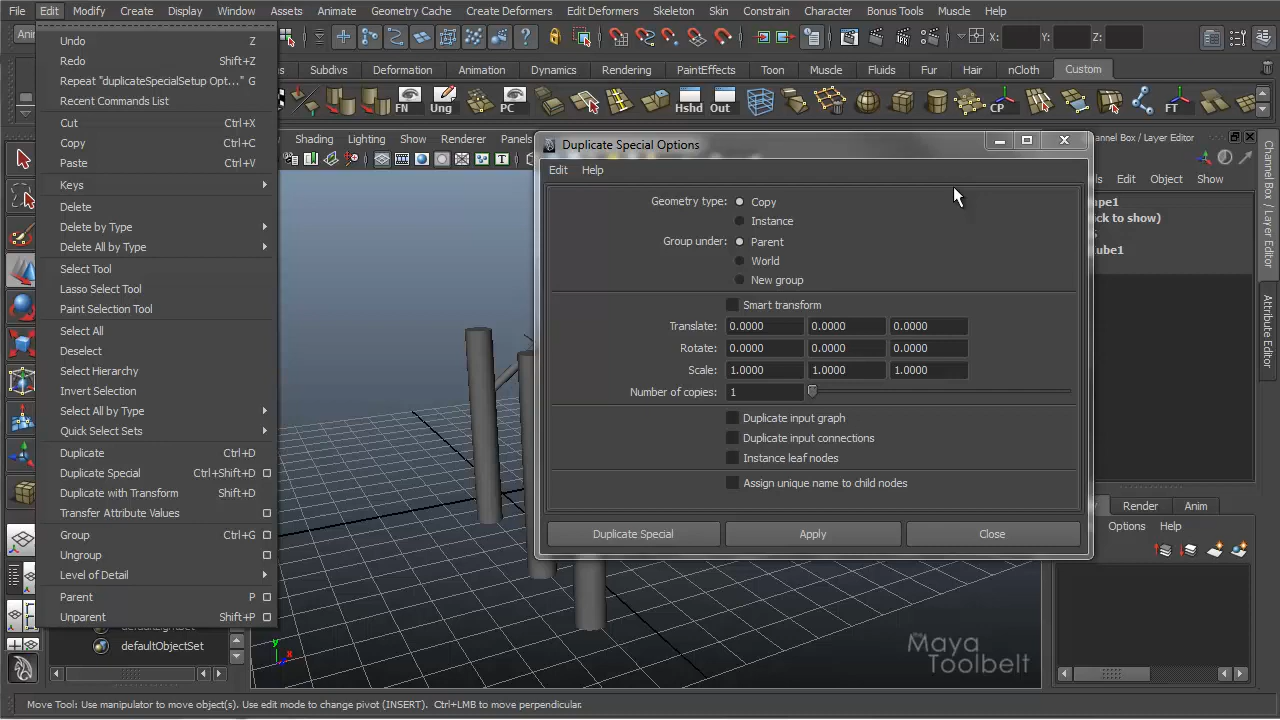 File Edit Modify Create Display Window Assets Animate Geometry Cache Create Deformers Edit Deformers Skeleton Skin Constrain Character Bonus Tools Muscle Help
X: Y: Z:
Subdivs Deformation Animation Dynamics Rendering PaintEffects Toon Muscle Fluids Fur Hair nCloth Custom
FN Ung PC Hshd Out CP FT
Undo Z
Redo Shift+Z
Repeat "duplicateSpecialSetup Opt..." G
Recent Commands List
Cut Ctrl+X
Copy Ctrl+C
Paste Ctrl+V
Keys
Delete
Delete by Type
Delete All by Type
Select Tool
Lasso Select Tool
Paint Selection Tool
Select All
Deselect
Select Hierarchy
Invert Selection
Select All by Type
Quick Select Sets
Duplicate Ctrl+D
Duplicate Special Ctrl+Shift+D
Duplicate with Transform Shift+D
Transfer Attribute Values
Group Ctrl+G
Ungroup
Level of Detail
Parent P
Unparent Shift+P
defaultObjectSet
Shading Lighting Show Renderer Panels
Duplicate Special Options
Edit Help
Geometry type: Copy
Instance
Group under: Parent
World
New group
Smart transform
Translate: 0.0000 0.0000 0.0000
Rotate: 0.0000 0.0000 0.0000
Scale: 1.0000 1.0000 1.0000
Number of copies: 1
Duplicate input graph
Duplicate input connections
Instance leaf nodes
Assign unique name to child nodes
Duplicate Special Apply Close
Edit Object Show
Channel Box / Layer Editor
Attribute Editor
Render Anim
Options Help
Maya
Toolbelt
Move Tool: Use manipulator to move object(s). Use edit mode to change pivot (INSERT). Ctrl+LMB to move perpendicular.